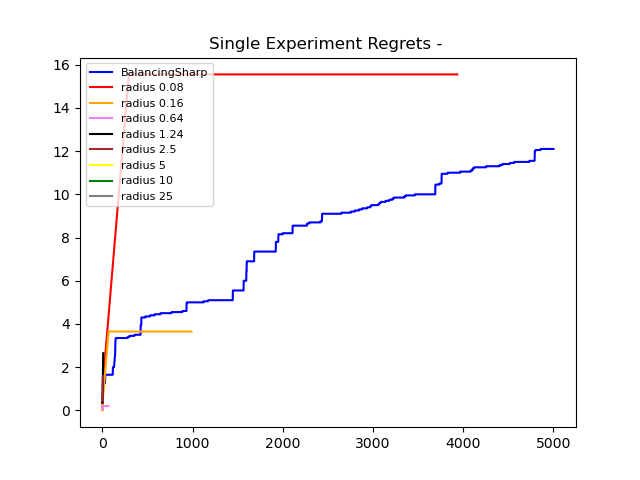 Single Experiment Regrets -
16
14
12
10
8
6
4
2
0
BalancingSharp
radius 0.08
radius 0.16
radius 0.64
radius 1.24
radius 2.5
radius 5
radius 10
radius 25
0 1000 2000 3000 4000 5000